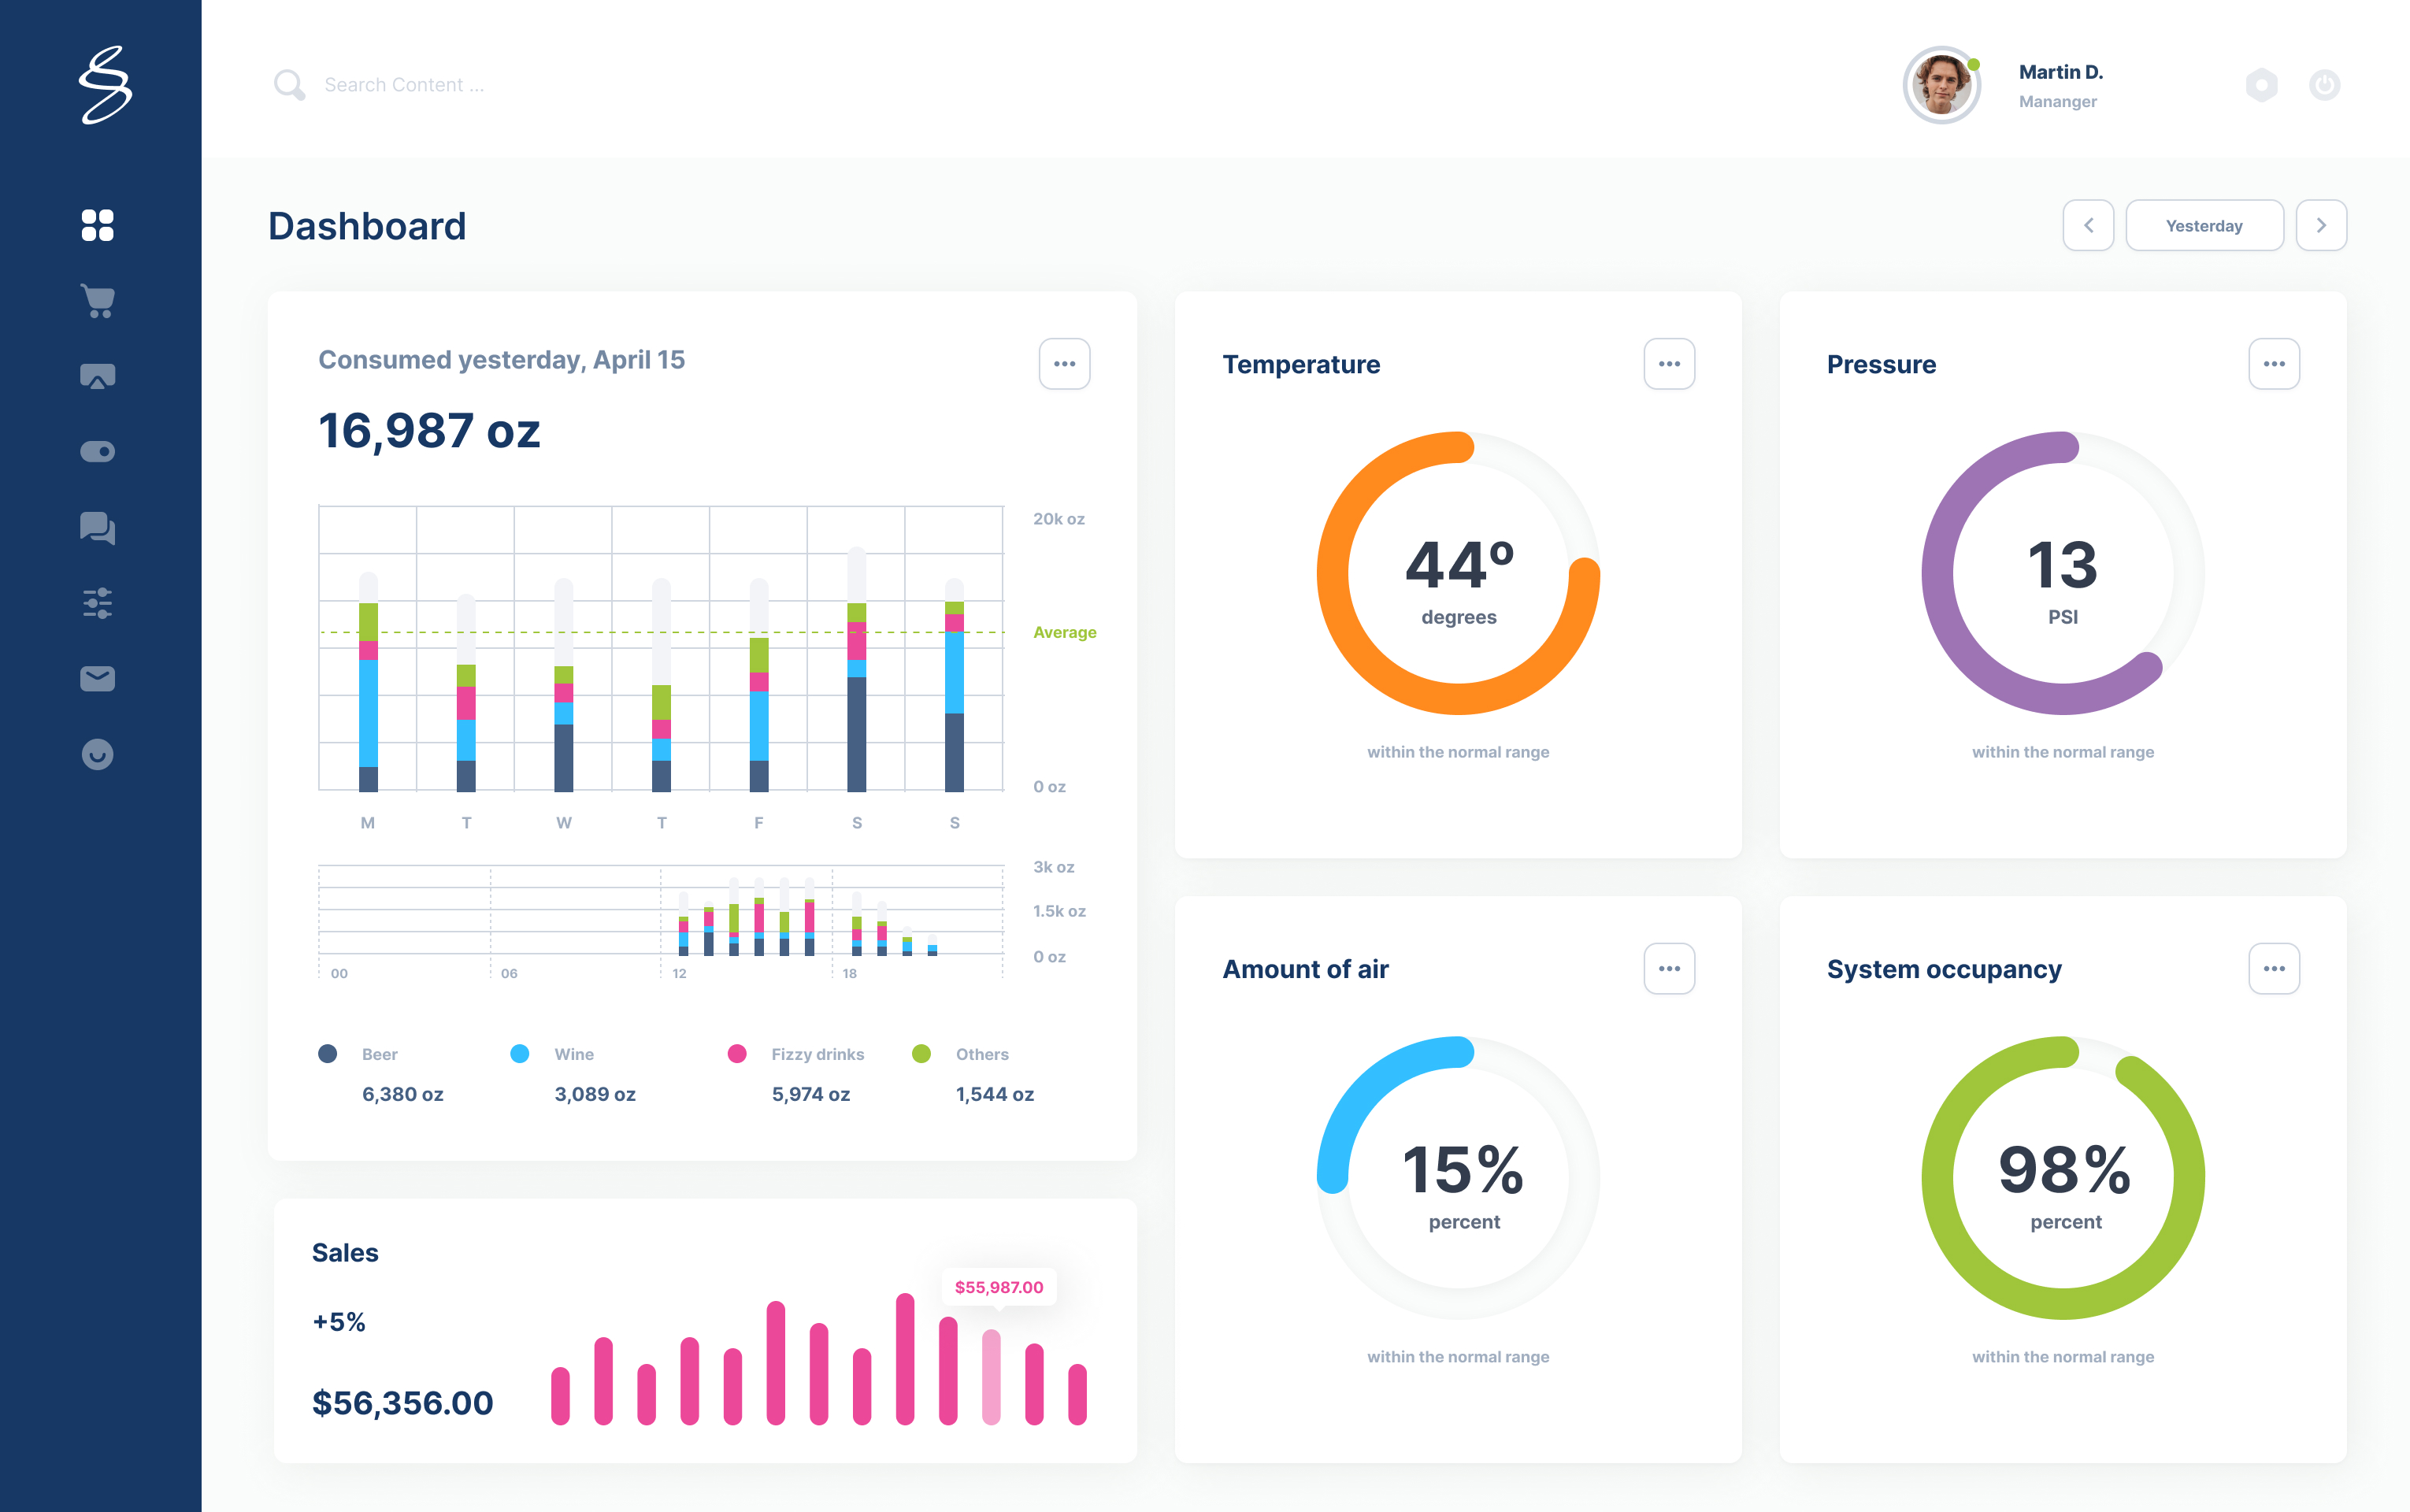 Search Content ...
Martin D.
Mananger
Dashboard
Yesterday
Consumed yesterday, April 15
16,987 oz
20k oz
Average
0 oz
M T W T F S S
3k oz
1.5k oz
0 oz
00 06 12 18
Beer Wine Fizzy drinks Others
6,380 oz 3,089 oz 5,974 oz 1,544 oz
Temperature
44º
degrees
within the normal range
Pressure
13
PSI
within the normal range
Sales
+5%
$56,356.00
$55,987.00
Amount of air
15%
percent
within the normal range
System occupancy
98%
percent
within the normal range